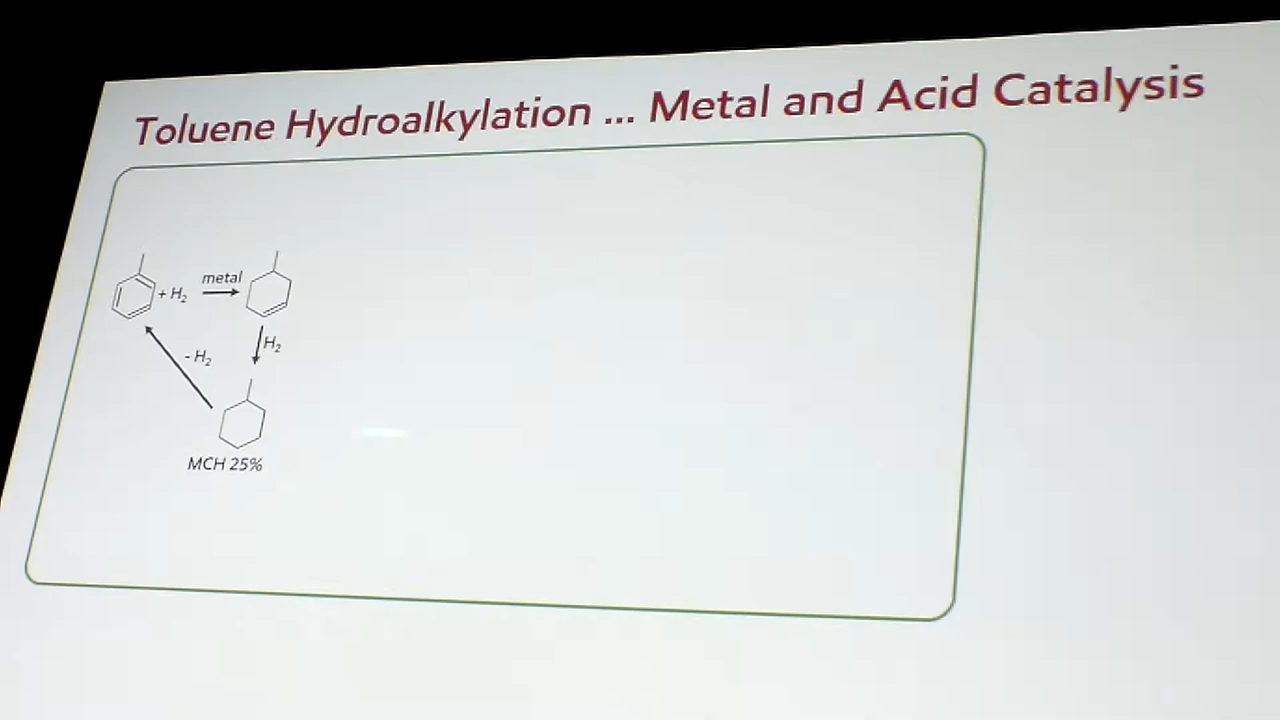 Toluene Hydroalkylation ... Metal and Acid Catalysis
+ H₂
metal
H₂
- H₂
MCH 25%